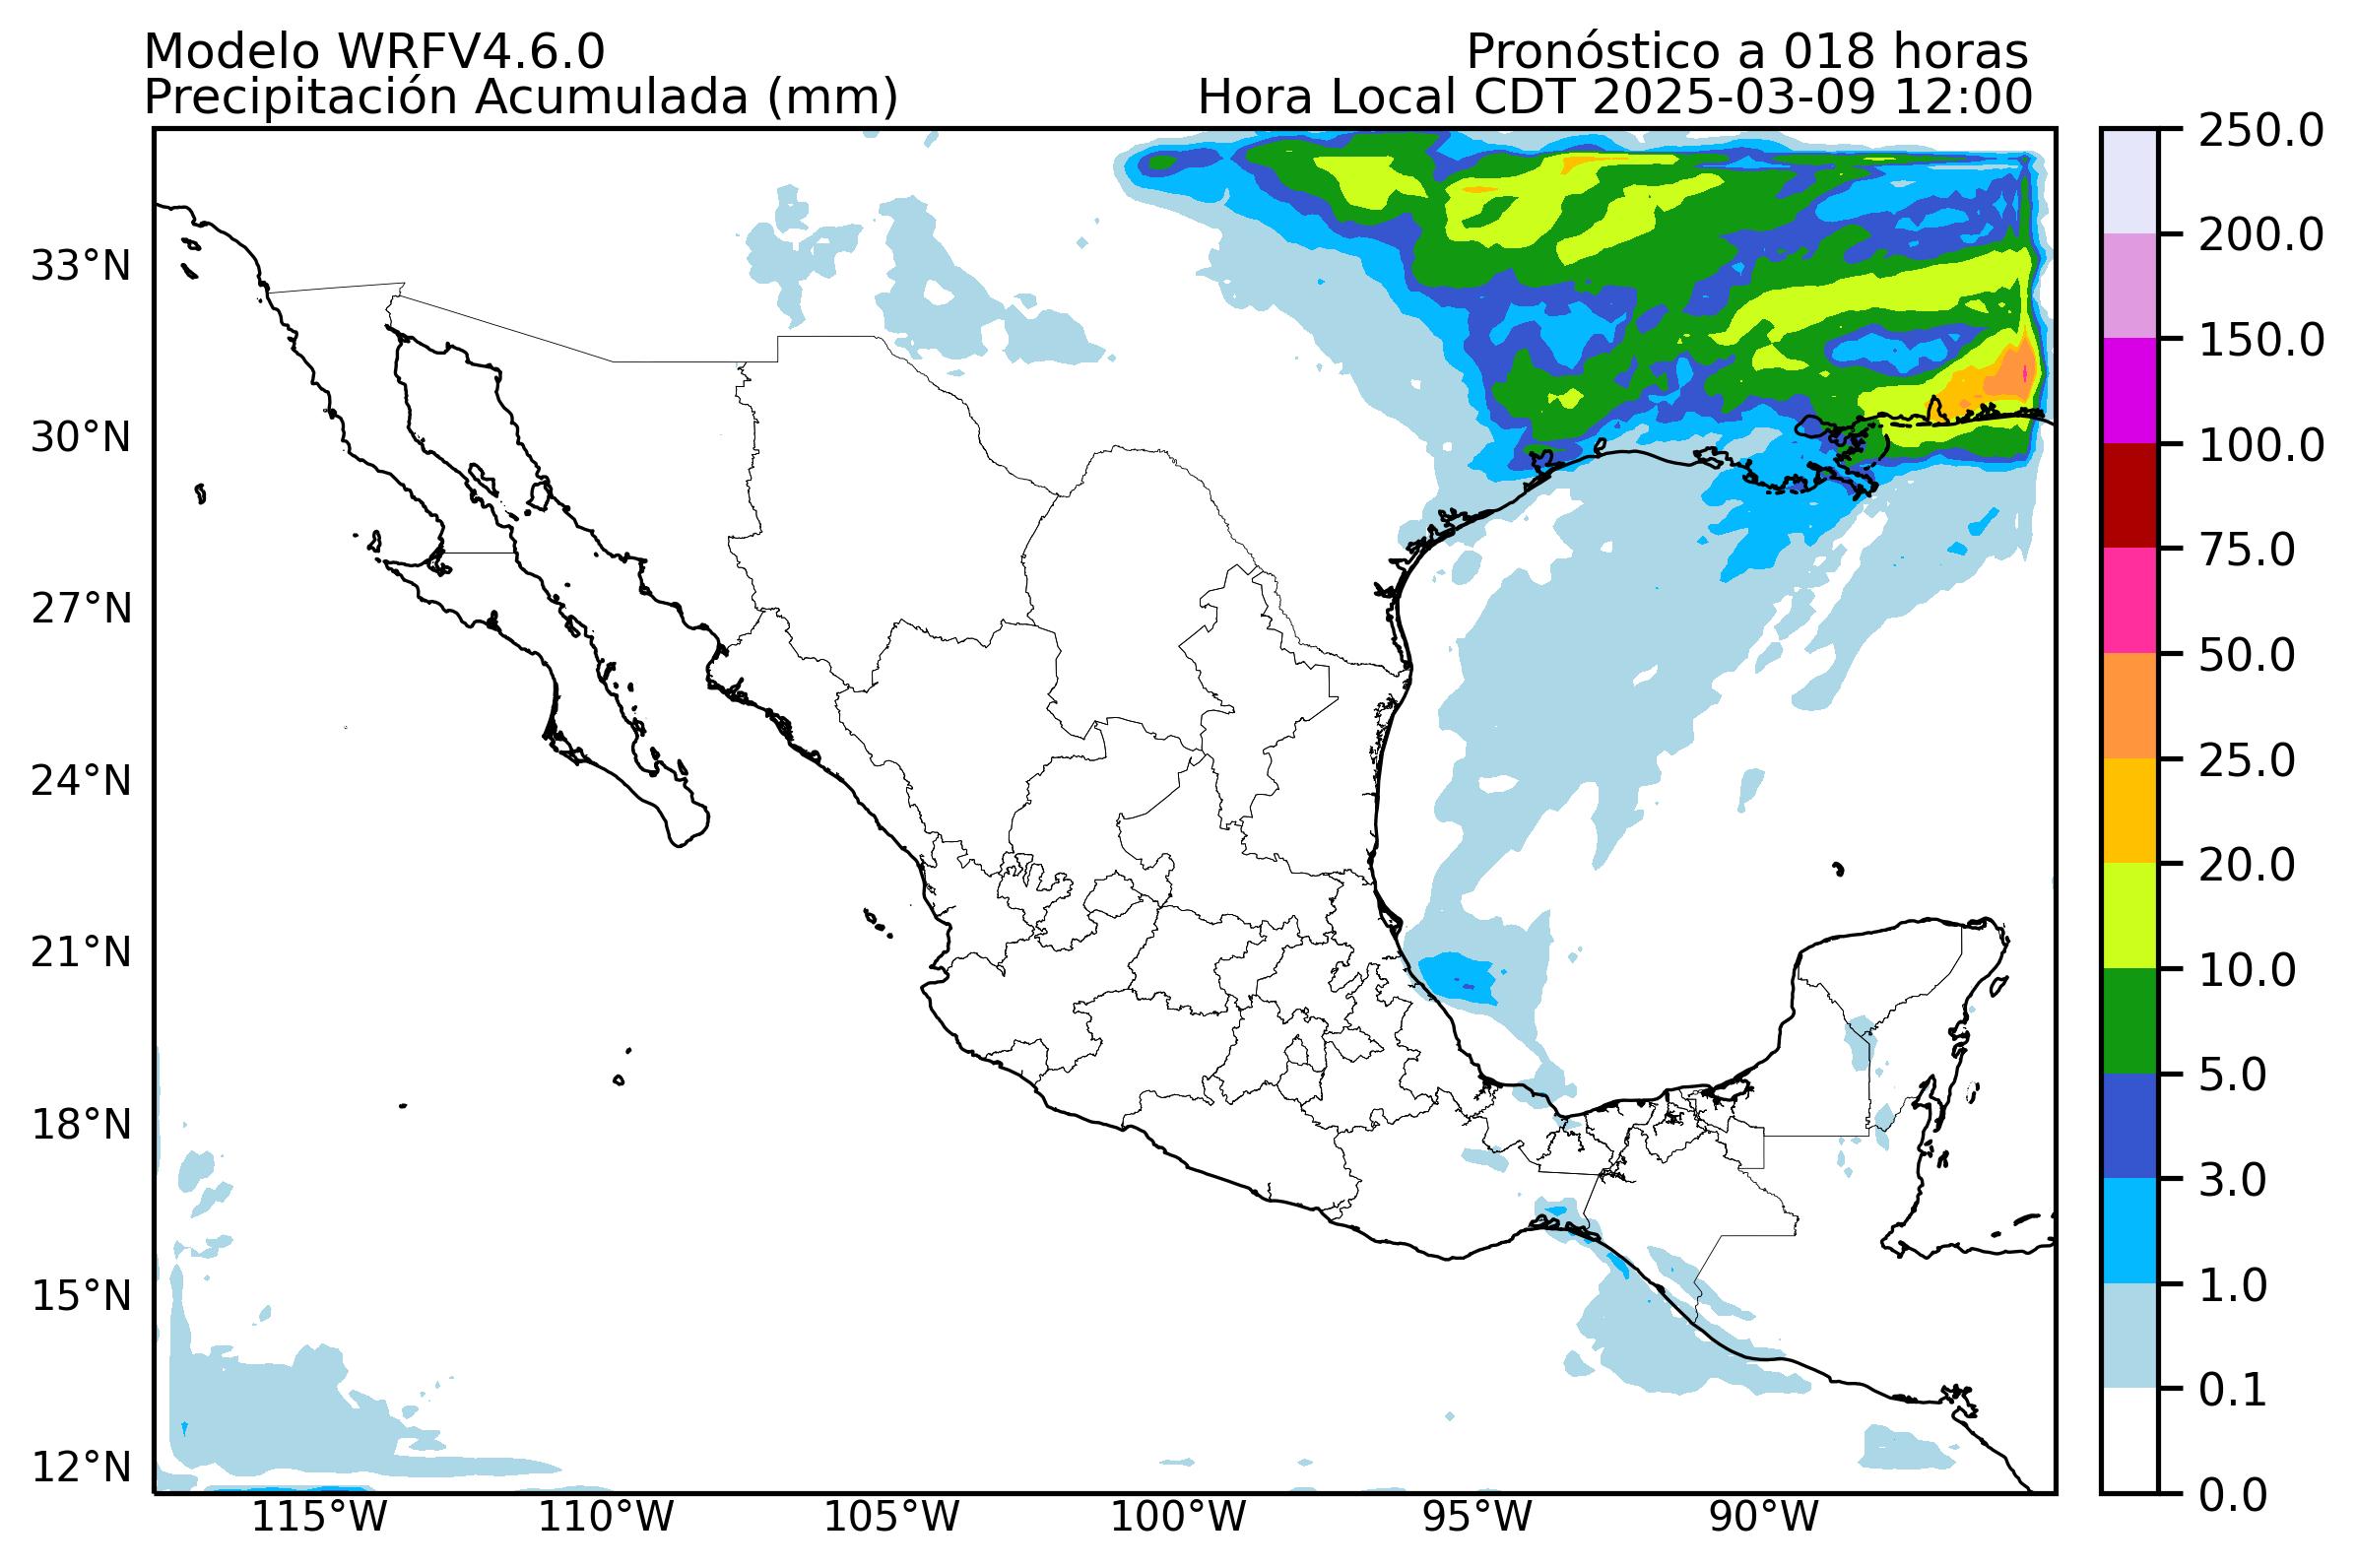 Modelo WRFV4.6.0
Pronóstico a 018 horas
Precipitación Acumulada (mm)
Hora Local CDT 2025-03-09 12:00
250.0
200.0
150.0
100.0
75.0
50.0
25.0
20.0
10.0
5.0
3.0
1.0
0.1
0.0
33°N
30°N
27°N
24°N
21°N
18°N
15°N
12°N
115°W
110°W
105°W
100°W
95°W
90°W